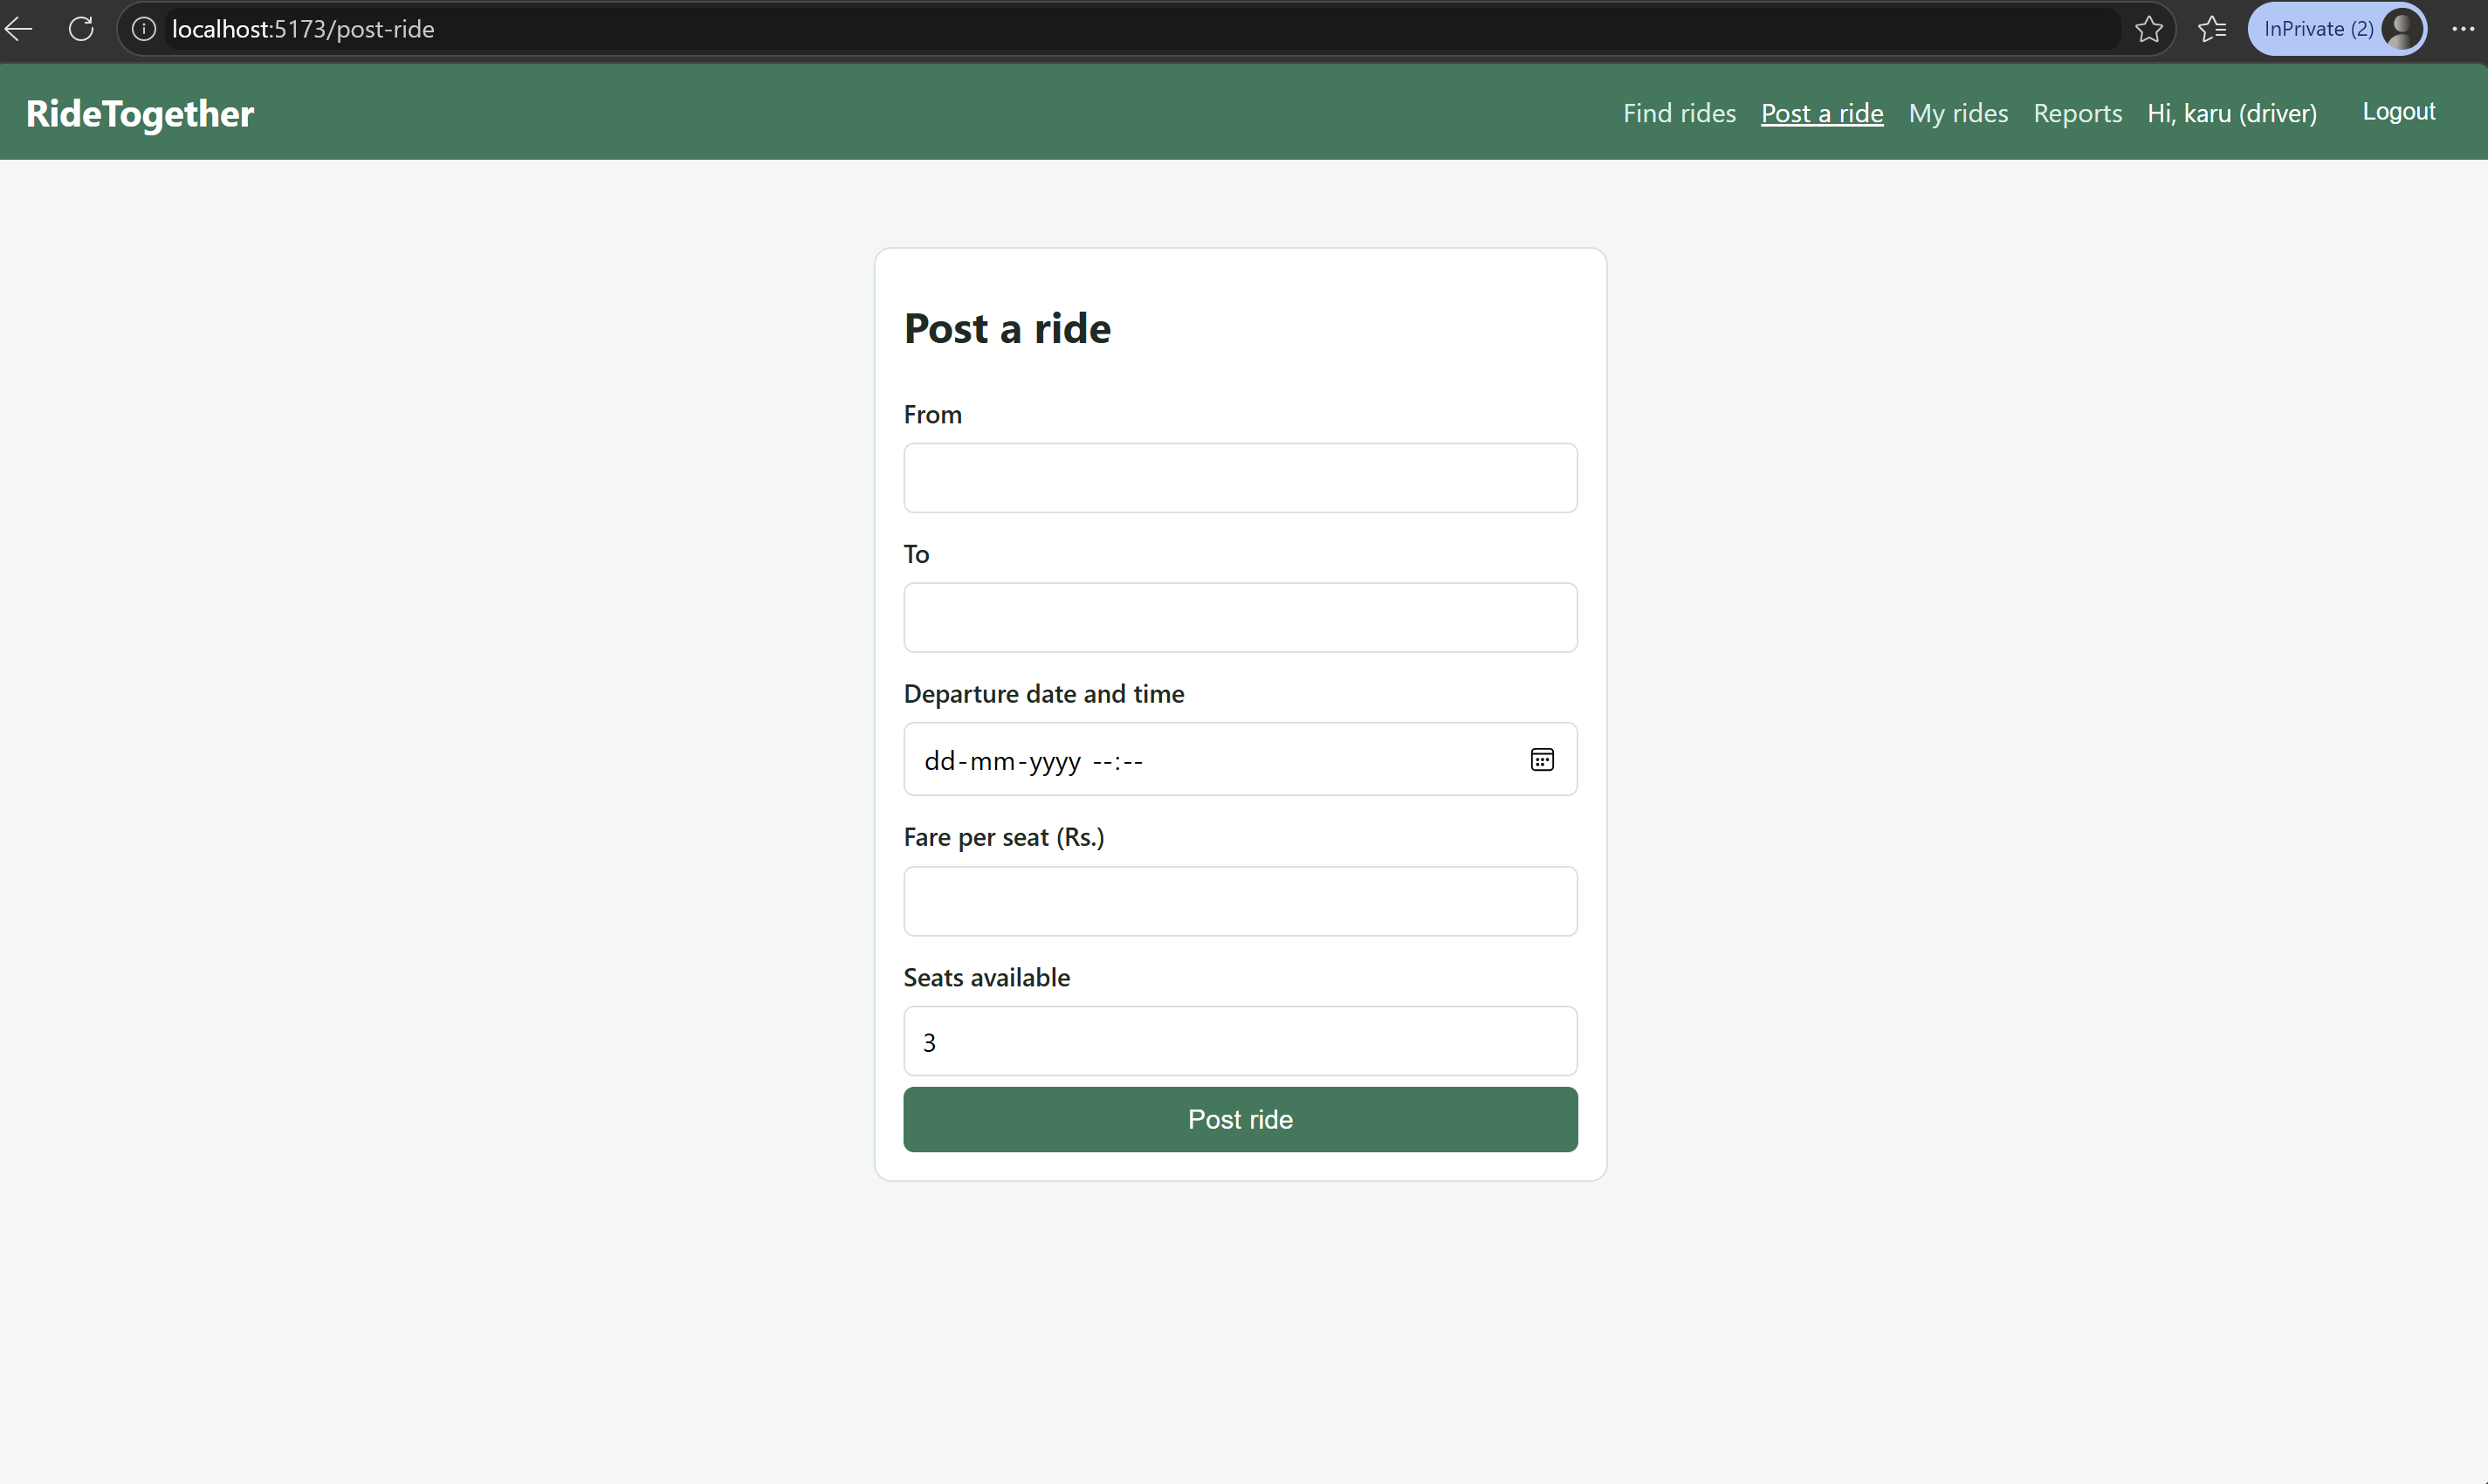 localhost:5173/post-ride
InPrivate (2)
RideTogether
Find rides Post a ride My rides Reports Hi, karu (driver) Logout
Post a ride
From
To
Departure date and time
dd-mm-yyyy --:--
Fare per seat (Rs.)
Seats available
3
Post ride